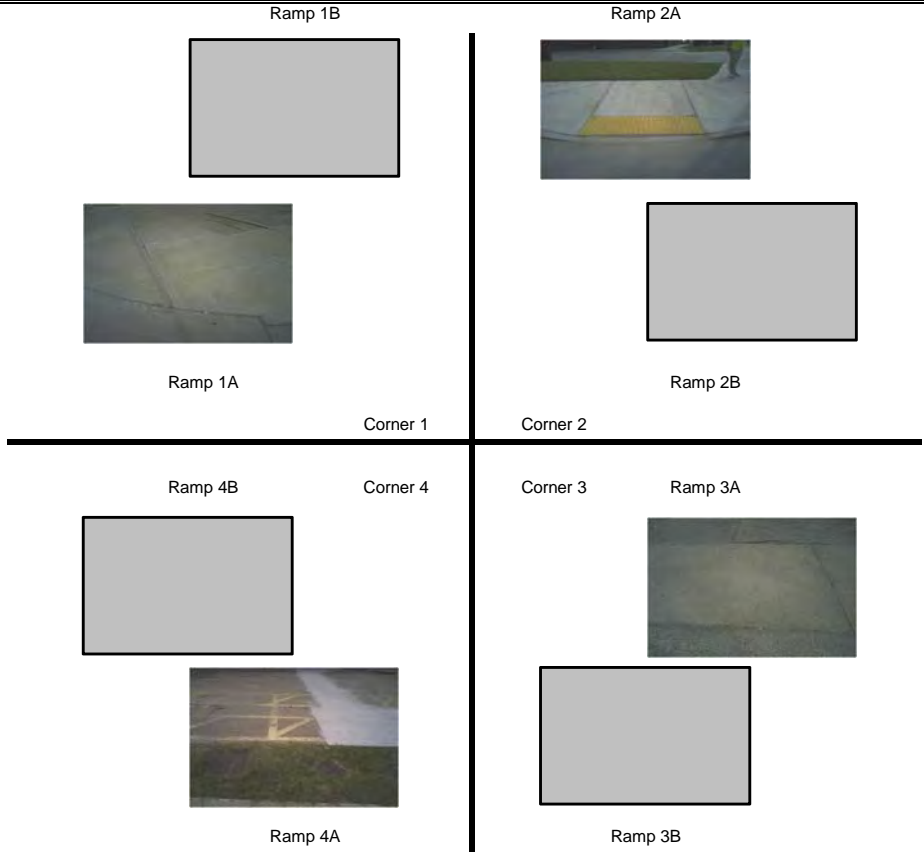 Ramp 1B
Ramp 2A
Ramp 1A
Ramp 2B
Corner 1
Corner 2
Ramp 4B
Corner 4
Corner 3
Ramp 3A
Ramp 4A
Ramp 3B